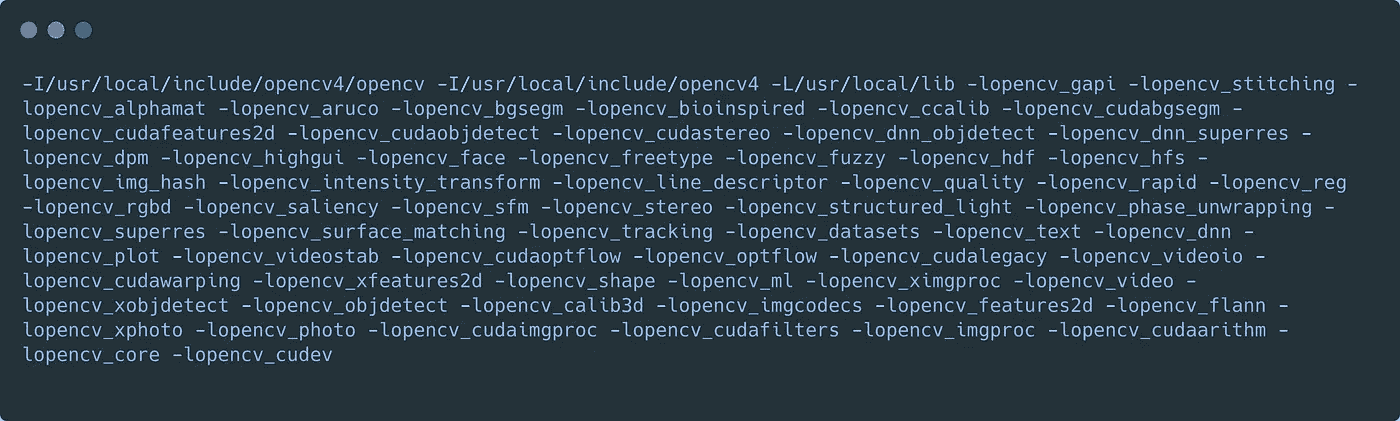 -I/usr/local/include/opencv4/opencv -I/usr/local/include/opencv4 -L/usr/local/lib -lopencv_gapi -lopencv_stitching -
lopencv_alphamat -lopencv_aruco -lopencv_bgsegm -lopencv_bioinspired -lopencv_ccalib -lopencv_cudabgsegm -
lopencv_cudafeatures2d -lopencv_cudaobjdetect -lopencv_cudastereo -lopencv_dnn_objdetect -lopencv_dnn_superres -
lopencv_dpm -lopencv_highgui -lopencv_face -lopencv_freetype -lopencv_fuzzy -lopencv_hdf -lopencv_hfs -
lopencv_img_hash -lopencv_intensity_transform -lopencv_line_descriptor -lopencv_quality -lopencv_rapid -lopencv_reg
-lopencv_rgbd -lopencv_saliency -lopencv_sfm -lopencv_stereo -lopencv_structured_light -lopencv_phase_unwrapping -
lopencv_superres -lopencv_surface_matching -lopencv_tracking -lopencv_datasets -lopencv_text -lopencv_dnn -
lopencv_plot -lopencv_videostab -lopencv_cudaoptflow -lopencv_optflow -lopencv_cudalegacy -lopencv_videoio -
lopencv_cudawarping -lopencv_xfeatures2d -lopencv_shape -lopencv_ml -lopencv_ximgproc -lopencv_video -
lopencv_xobjdetect -lopencv_objdetect -lopencv_calib3d -lopencv_imgcodecs -lopencv_features2d -lopencv_flann -
lopencv_xphoto -lopencv_photo -lopencv_cudaimgproc -lopencv_cudafilters -lopencv_imgproc -lopencv_cudaarithm -
lopencv_core -lopencv_cudev